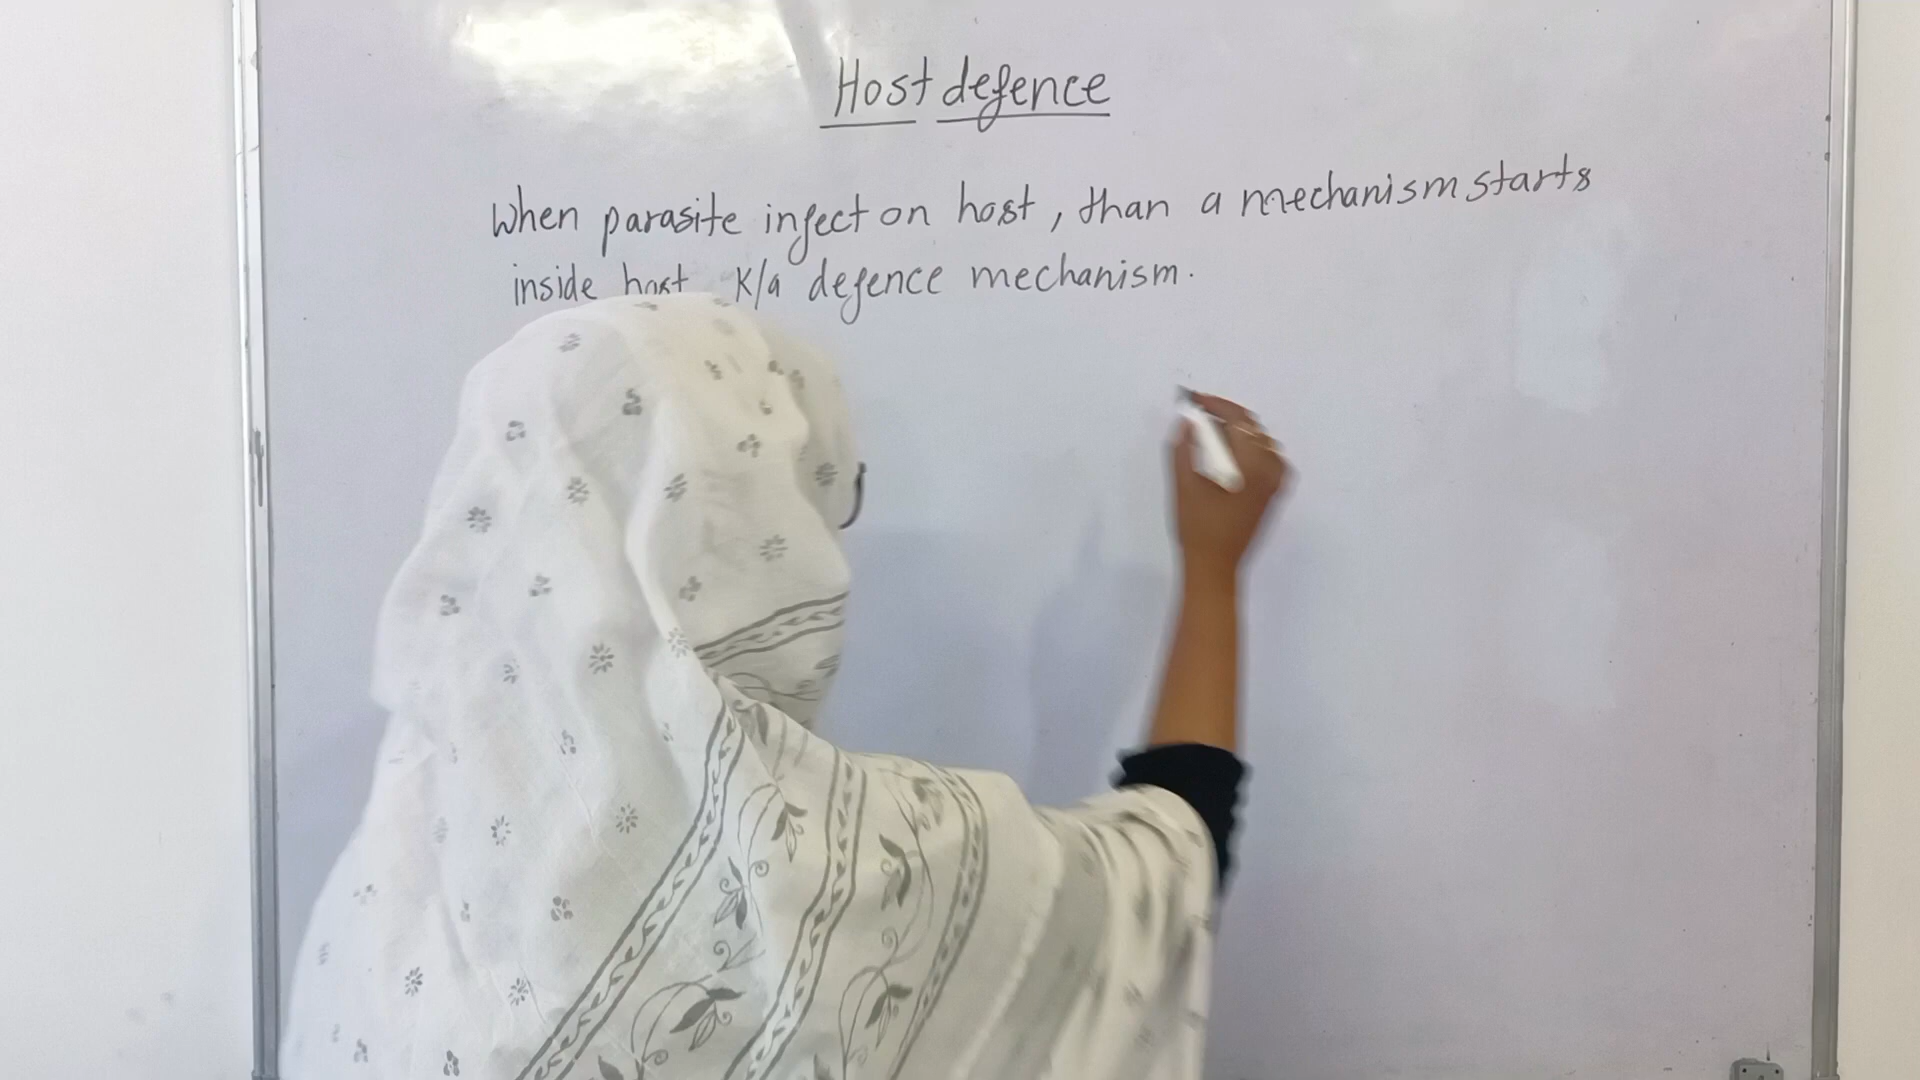 Host defence
When parasite infect on host, than a mechanism starts
inside host K/a defence mechanism.